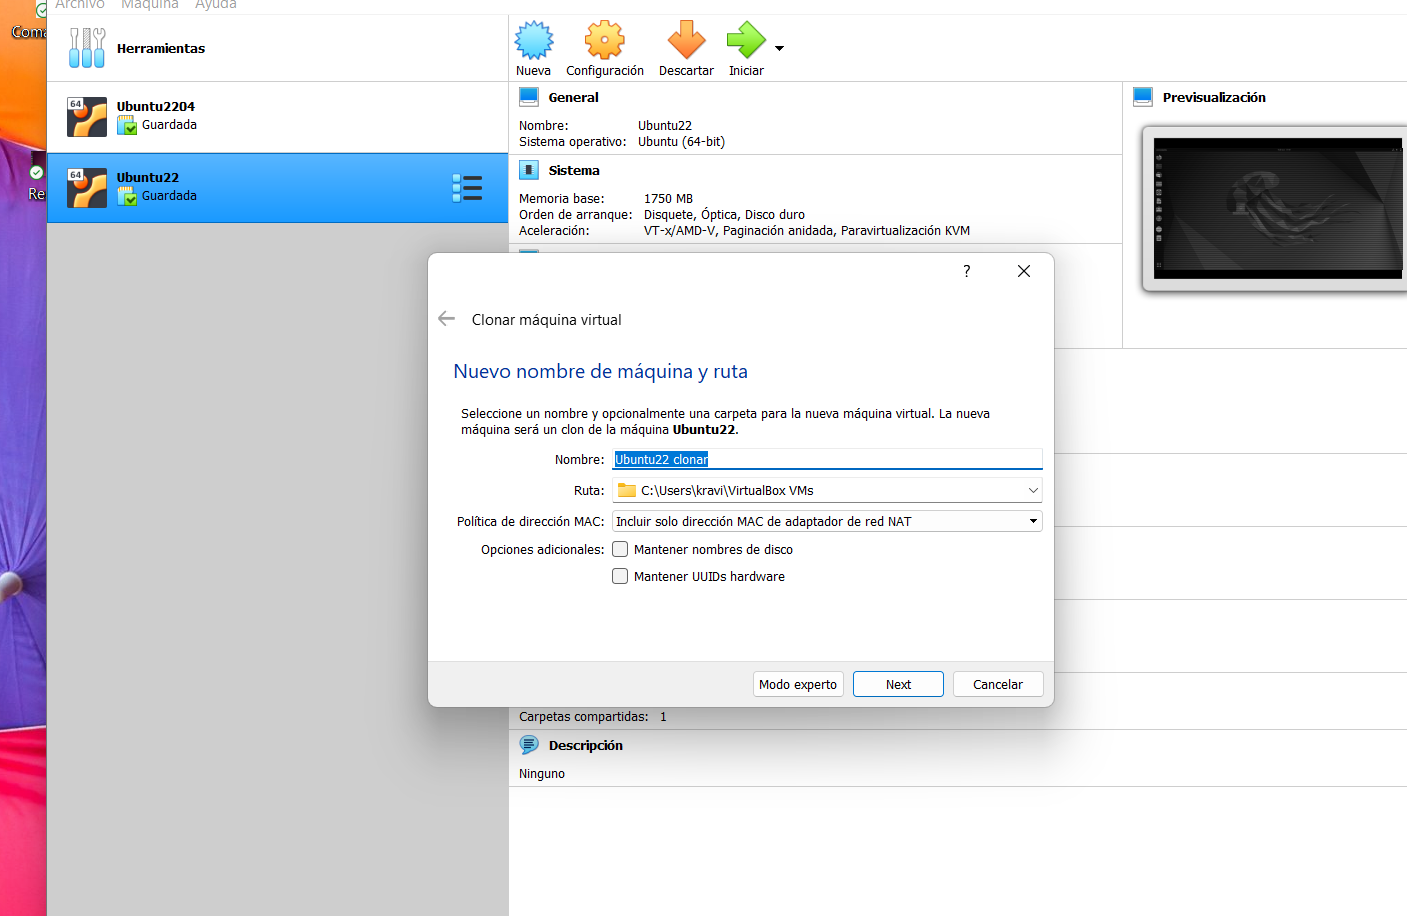 Archivo Máquina Ayuda
Herramientas
Nueva Configuración Descartar Iniciar
64
Ubuntu2204
Guardada
64
Ubuntu22
Guardada
General
Nombre: Ubuntu22
Sistema operativo: Ubuntu (64-bit)
Previsualización
Sistema
Memoria base: 1750 MB
Orden de arranque: Disquete, Óptica, Disco duro
Aceleración: VT-x/AMD-V, Paginación anidada, Paravirtualización KVM
?
Clonar máquina virtual
Nuevo nombre de máquina y ruta
Seleccione un nombre y opcionalmente una carpeta para la nueva máquina virtual. La nueva
máquina será un clon de la máquina Ubuntu22.
Nombre: Ubuntu22 clonar
Ruta: C:\Users\kravi\VirtualBox VMs
Política de dirección MAC: Incluir solo dirección MAC de adaptador de red NAT
Opciones adicionales: Mantener nombres de disco
Mantener UUIDs hardware
Modo experto Next Cancelar
Carpetas compartidas: 1
Descripción
Ninguno
Com
Re